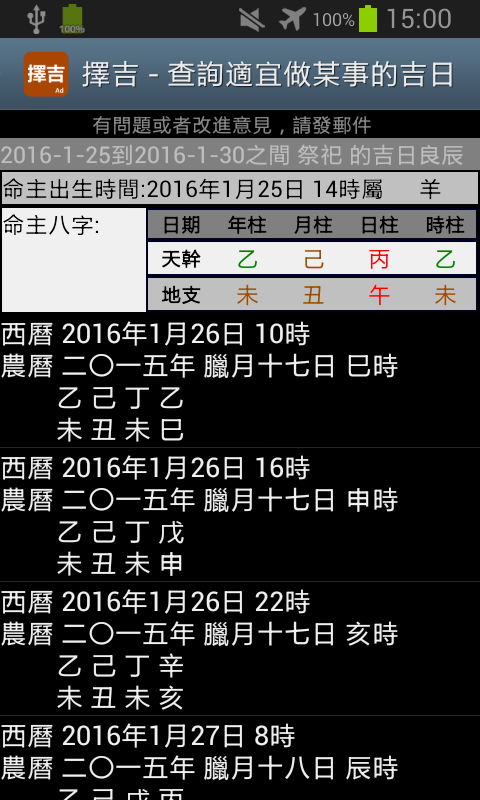 100%
100%
15:00
擇吉
Ad
擇吉 - 查詢適宜做某事的吉日
有問題或者改進意見，請發郵件
2016-1-25到2016-1-30之間 祭祀 的吉日良辰
命主出生時間:2016年1月25日 14時屬 羊
命主八字:
日期 年柱 月柱 日柱 時柱
天幹 乙 己 丙 乙
地支 未 丑 午 未
西曆 2016年1月26日 10時
農曆 二〇一五年 臘月十七日 巳時
乙 己 丁 乙
未 丑 未 巳
西曆 2016年1月26日 16時
農曆 二〇一五年 臘月十七日 申時
乙 己 丁 戊
未 丑 未 申
西曆 2016年1月26日 22時
農曆 二〇一五年 臘月十七日 亥時
乙 己 丁 辛
未 丑 未 亥
西曆 2016年1月27日 8時
農曆 二〇一五年 臘月十八日 辰時
乙 己 戊 丙